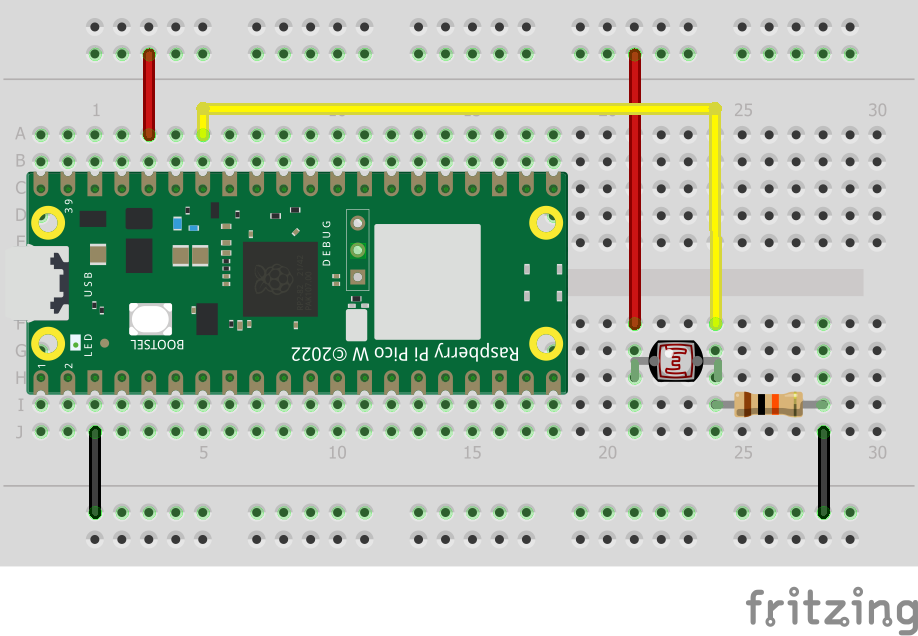 1 10 15 20 25 30
A
B
C
39
D
DEBUG
E
USB
F
BOOTSEL
LED
Raspberry Pi Pico W ©2022
G
1 2
H
I
J
5 10 15 20 25 30
fritzing